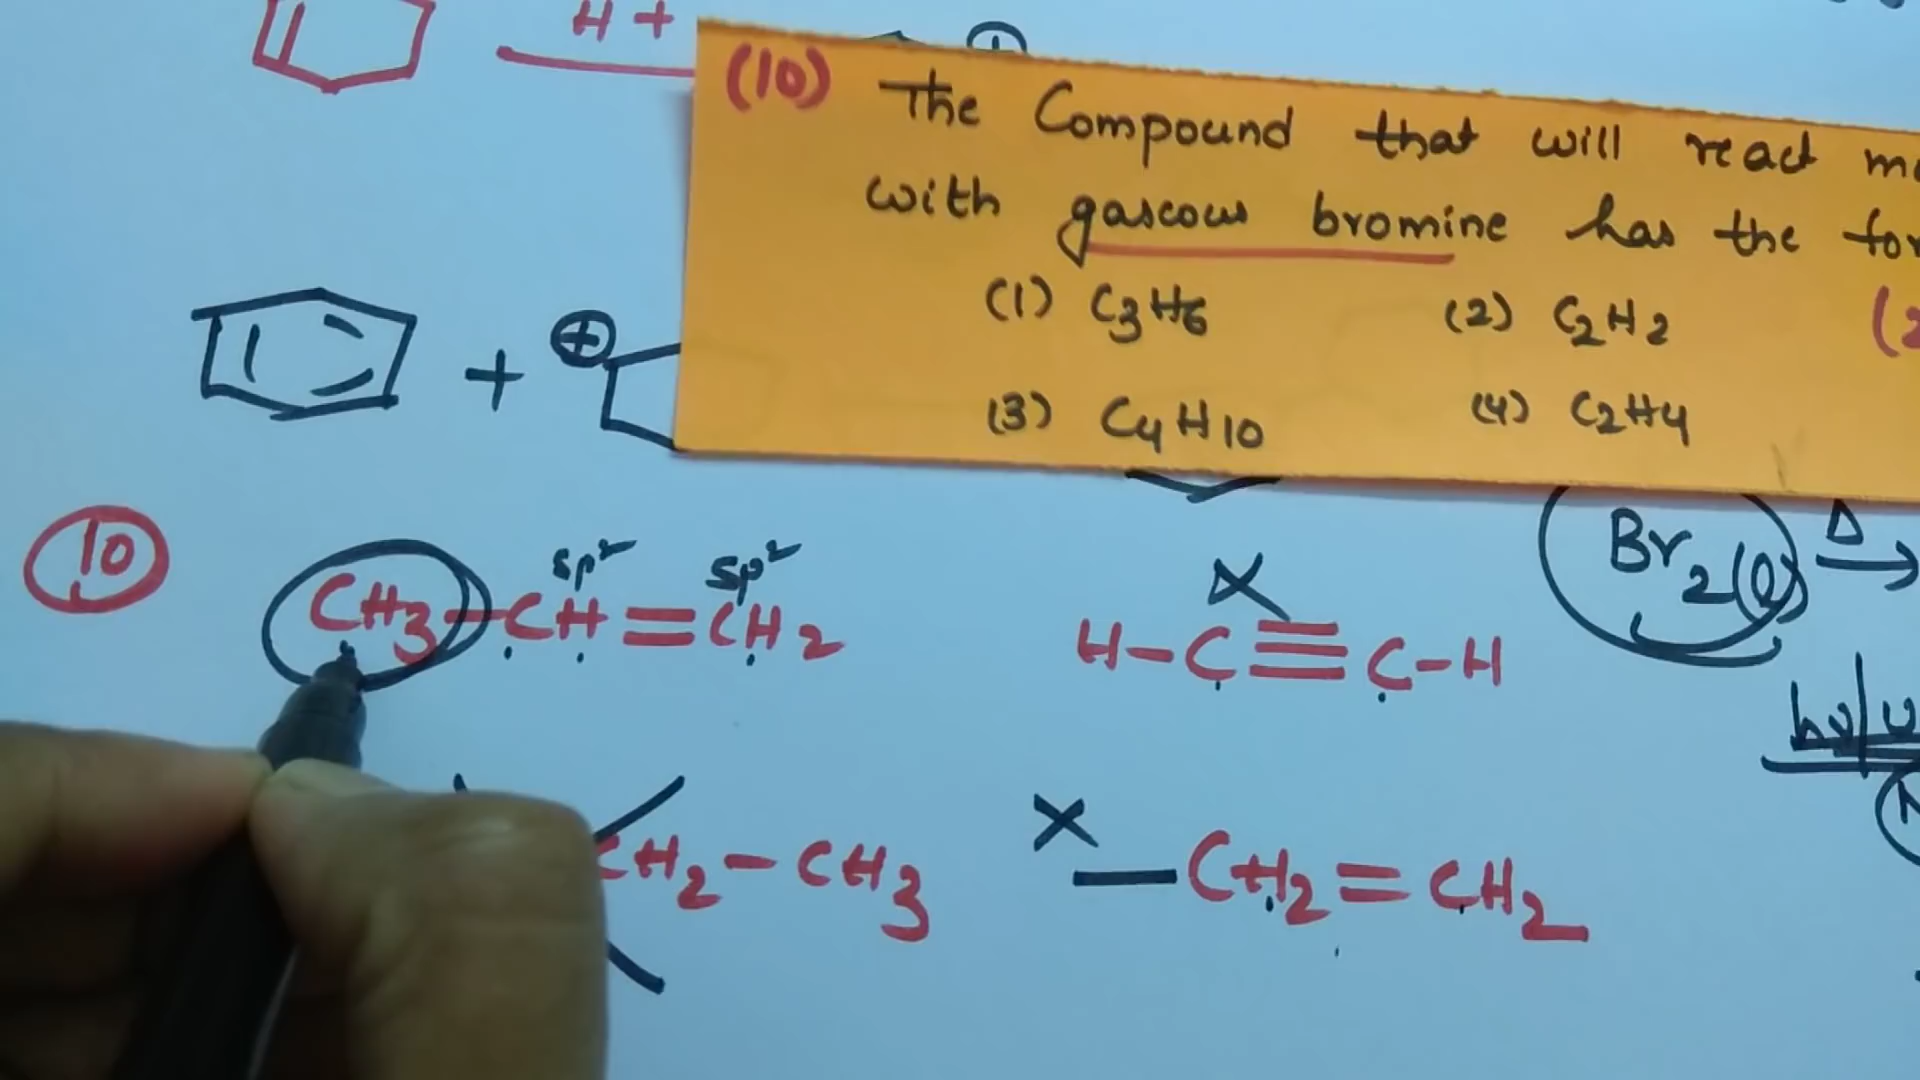 H +
(10) The Compound that will react
with gaseous bromine has the
(1) C3H6 (2) C2H2
(3) C4H10 (4) C2H4
+ ⊕
10
sp² sp²
CH3-CH=CH2
X
H-C≡C-H
Br2(l) Δ →
hν
CH2-CH3
X
-CH2=CH2